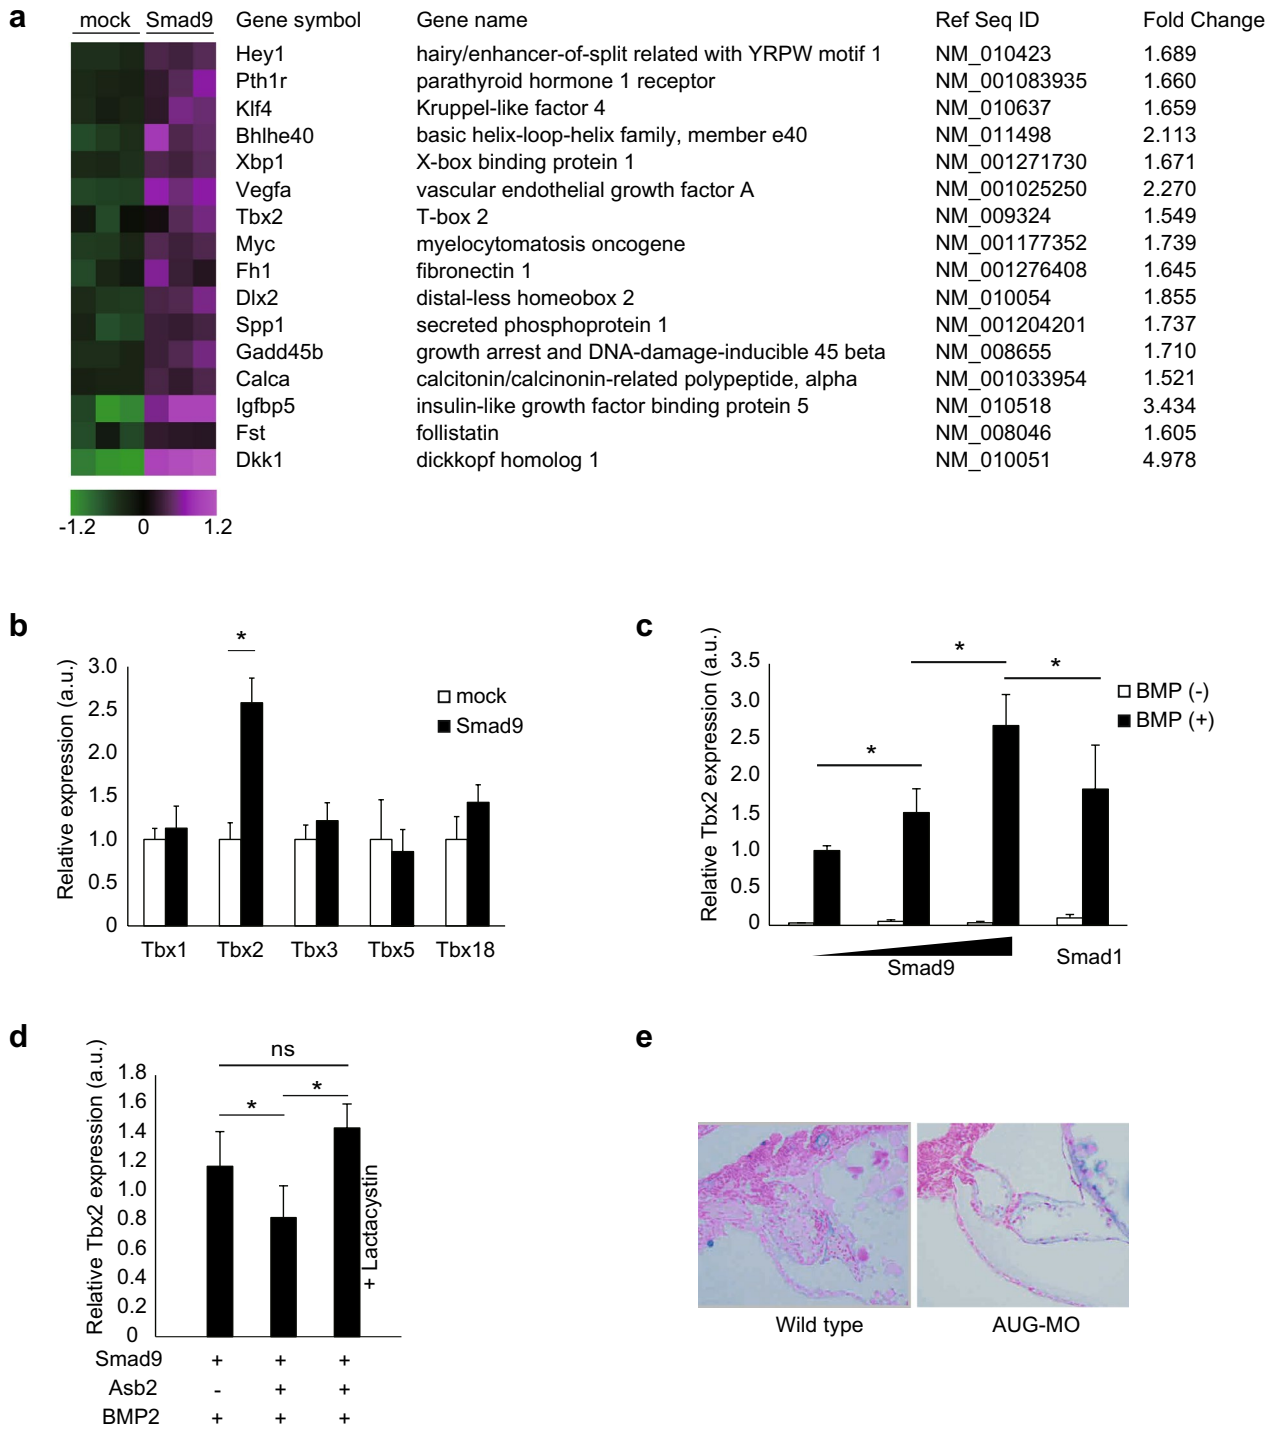 a
mock Smad9 Gene symbol Gene name Ref Seq ID Fold Change
Hey1 hairy/enhancer-of-split related with YRPW motif 1 NM_010423 1.689
Pth1r parathyroid hormone 1 receptor NM_001083935 1.660
Klf4 Kruppel-like factor 4 NM_010637 1.659
Bhlhe40 basic helix-loop-helix family, member e40 NM_011498 2.113
Xbp1 X-box binding protein 1 NM_001271730 1.671
Vegfa vascular endothelial growth factor A NM_001025250 2.270
Tbx2 T-box 2 NM_009324 1.549
Myc myelocytomatosis oncogene NM_001177352 1.739
Fh1 fibronectin 1 NM_001276408 1.645
Dlx2 distal-less homeobox 2 NM_010054 1.855
Spp1 secreted phosphoprotein 1 NM_001204201 1.737
Gadd45b growth arrest and DNA-damage-inducible 45 beta NM_008655 1.710
Calca calcitonin/calcinonin-related polypeptide, alpha NM_001033954 1.521
Igfbp5 insulin-like growth factor binding protein 5 NM_010518 3.434
Fst follistatin NM_008046 1.605
Dkk1 dickkopf homolog 1 NM_010051 4.978
-1.2 0 1.2
b
Relative expression (a.u.)
3.0
2.5
2.0
1.5
1.0
0.5
0
*
mock
Smad9
Tbx1 Tbx2 Tbx3 Tbx5 Tbx18
c
Relative Tbx2 expression (a.u.)
3.5
3.0
2.5
2.0
1.5
1.0
0.5
0
*
*
*
BMP (-)
BMP (+)
Smad9 Smad1
d
Relative Tbx2 expression (a.u.)
1.8
1.6
1.4
1.2
1.0
0.8
0.6
0.4
0.2
0
ns
*
*
+ Lactacystin
Smad9 + + +
Asb2 - + +
BMP2 + + +
e
Wild type AUG-MO